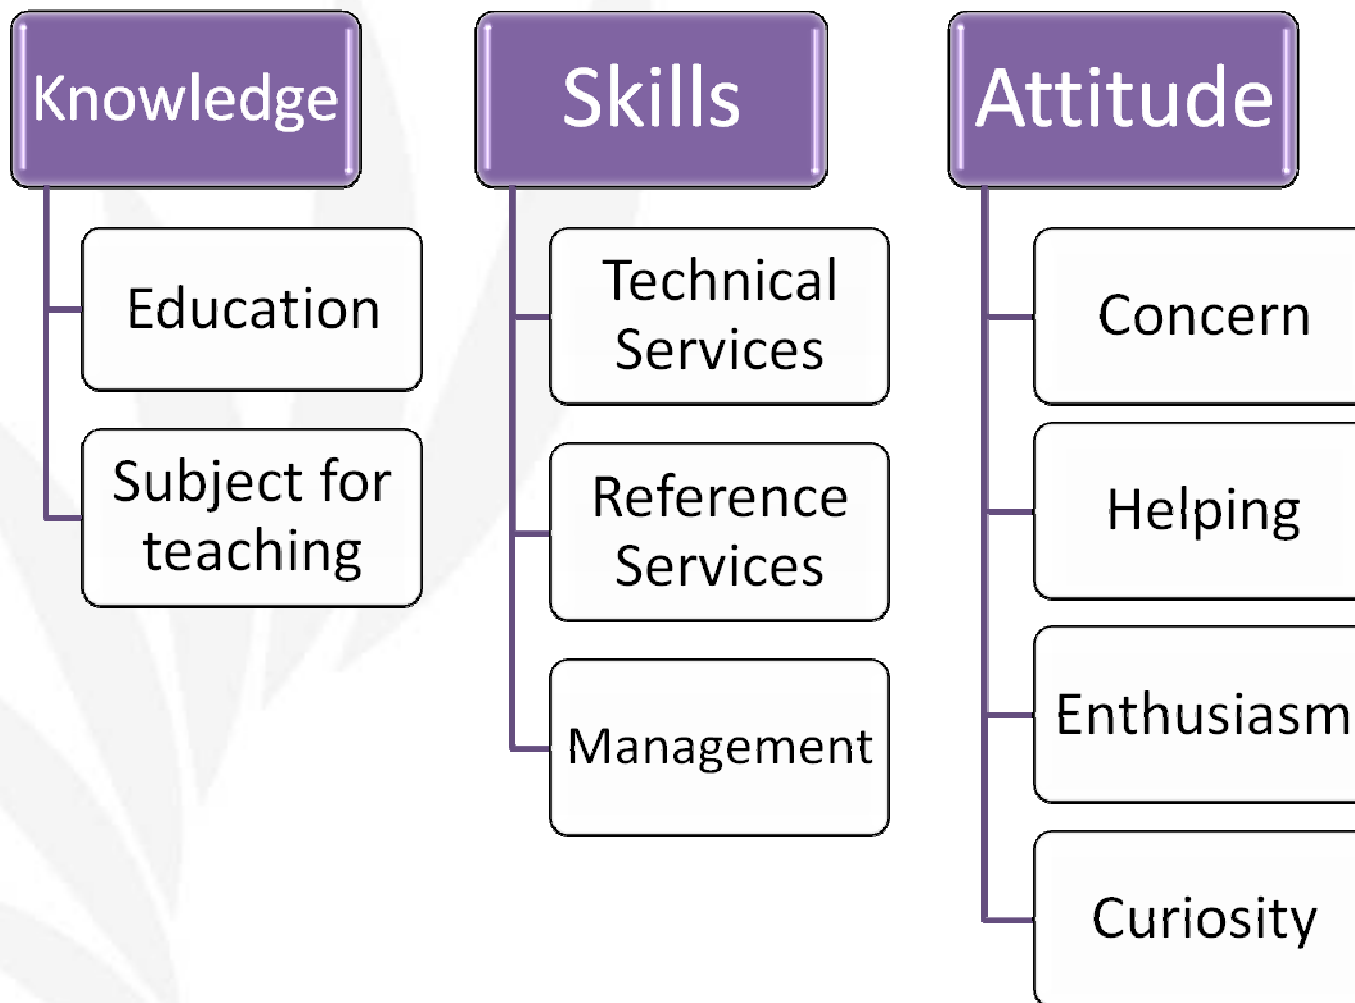 Knowledge
Education
Subject for
teaching
Skills
Technical
Services
Reference
Services
Management
Attitude
Concern
Helping
Enthusiasm
Curiosity